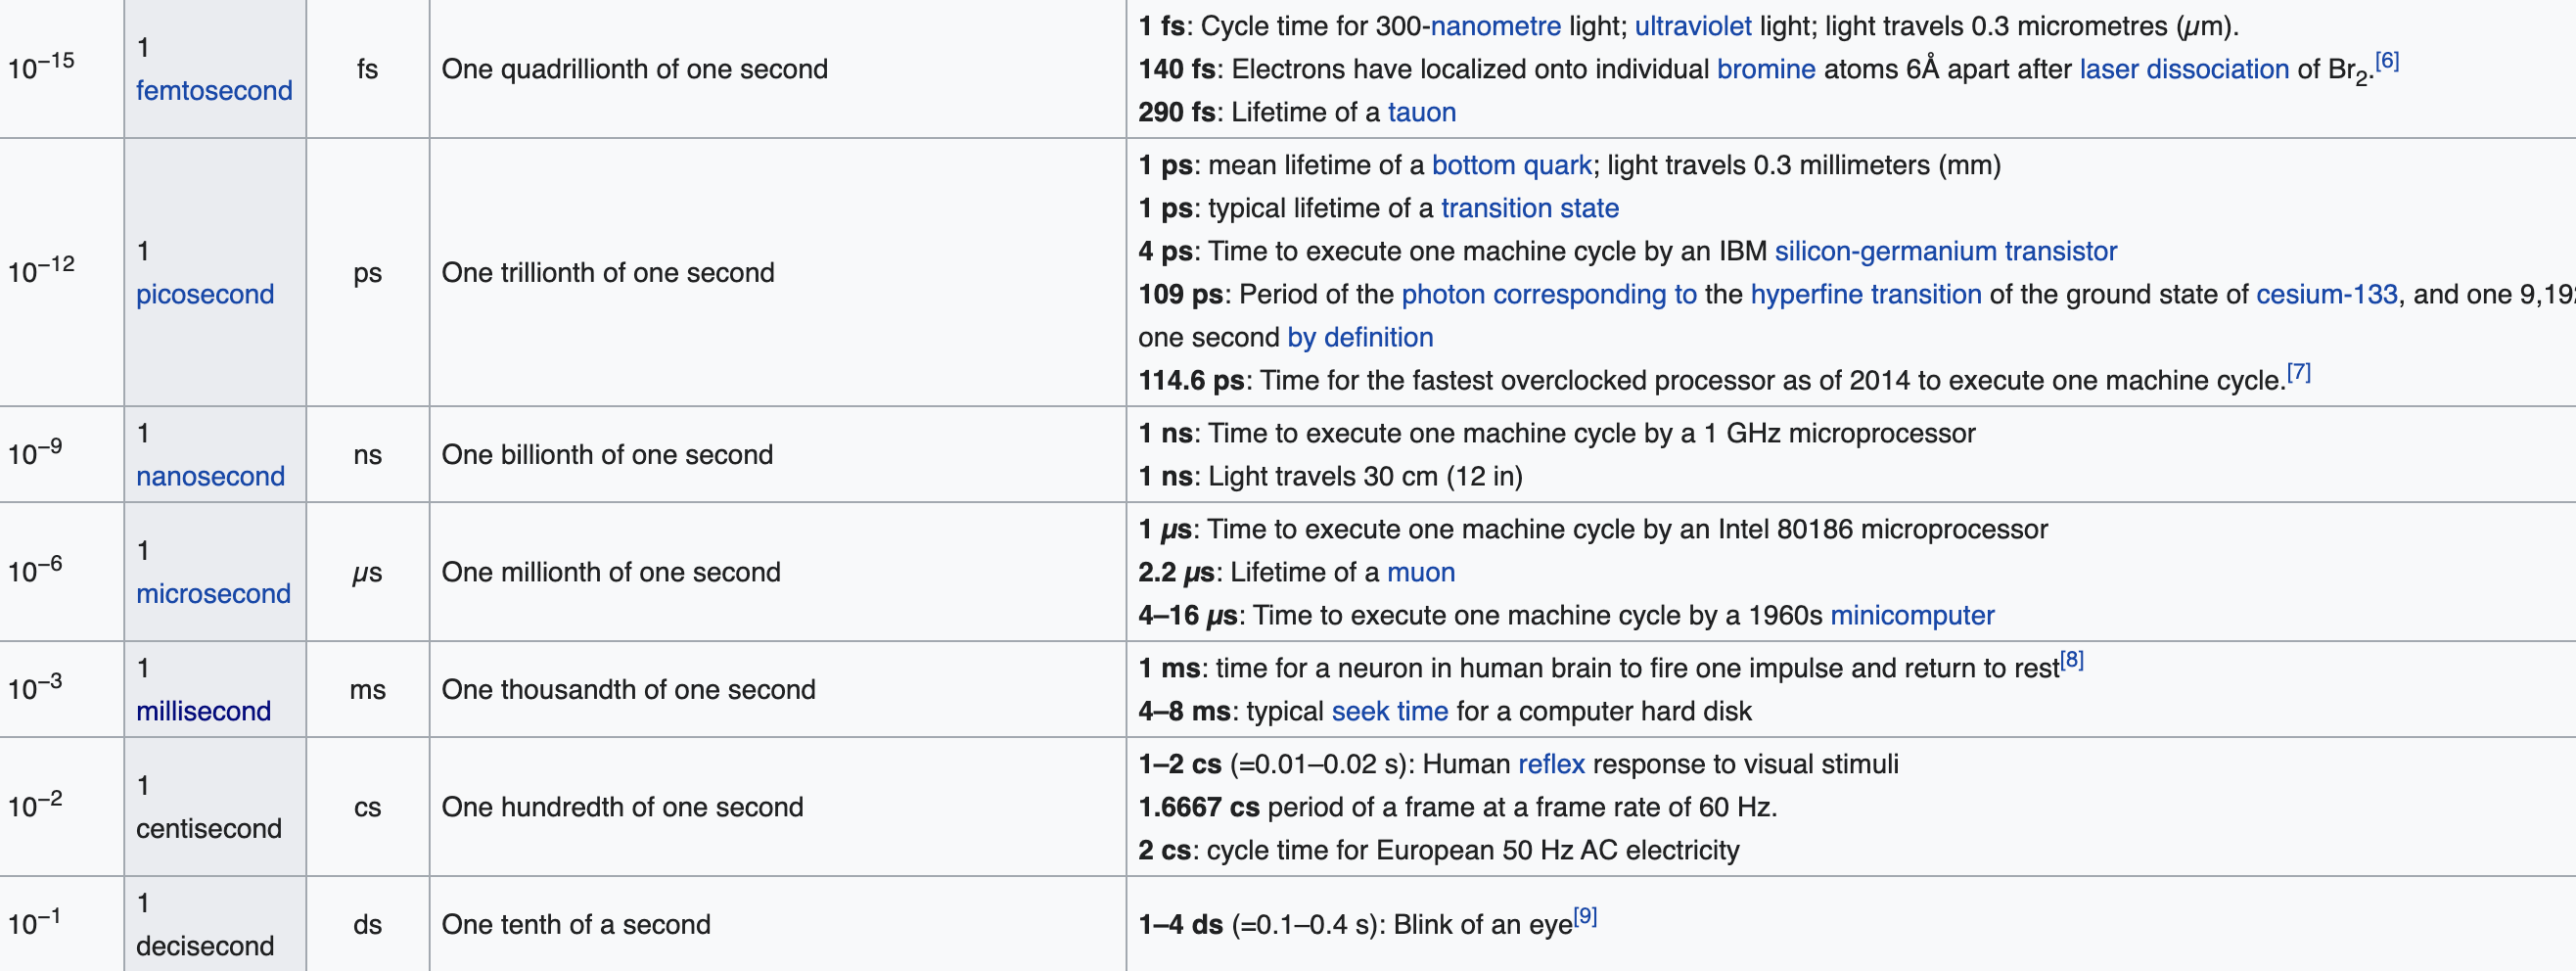 10⁻¹⁵ 1 femtosecond fs One quadrillionth of one second
1 fs: Cycle time for 300-nanometre light; ultraviolet light; light travels 0.3 micrometres (µm).
140 fs: Electrons have localized onto individual bromine atoms 6Å apart after laser dissociation of Br₂.[6]
290 fs: Lifetime of a tauon
10⁻¹² 1 picosecond ps One trillionth of one second
1 ps: mean lifetime of a bottom quark; light travels 0.3 millimeters (mm)
1 ps: typical lifetime of a transition state
4 ps: Time to execute one machine cycle by an IBM silicon-germanium transistor
109 ps: Period of the photon corresponding to the hyperfine transition of the ground state of cesium-133, and one 9,19
one second by definition
114.6 ps: Time for the fastest overclocked processor as of 2014 to execute one machine cycle.[7]
10⁻⁹ 1 nanosecond ns One billionth of one second
1 ns: Time to execute one machine cycle by a 1 GHz microprocessor
1 ns: Light travels 30 cm (12 in)
10⁻⁶ 1 microsecond µs One millionth of one second
1 µs: Time to execute one machine cycle by an Intel 80186 microprocessor
2.2 µs: Lifetime of a muon
4–16 µs: Time to execute one machine cycle by a 1960s minicomputer
10⁻³ 1 millisecond ms One thousandth of one second
1 ms: time for a neuron in human brain to fire one impulse and return to rest[8]
4–8 ms: typical seek time for a computer hard disk
10⁻² 1 centisecond cs One hundredth of one second
1–2 cs (=0.01–0.02 s): Human reflex response to visual stimuli
1.6667 cs period of a frame at a frame rate of 60 Hz.
2 cs: cycle time for European 50 Hz AC electricity
10⁻¹ 1 decisecond ds One tenth of a second
1–4 ds (=0.1–0.4 s): Blink of an eye[9]